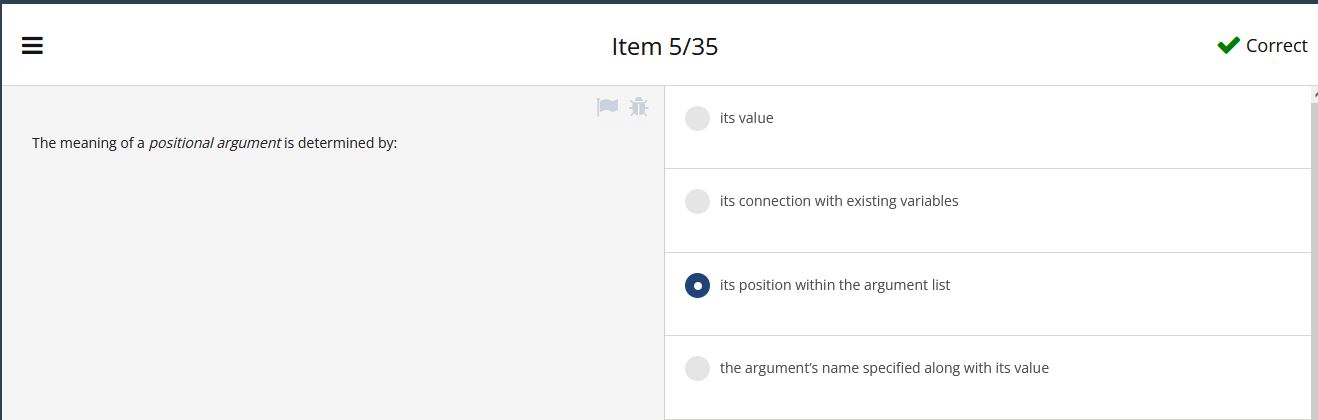 Item 5/35
Correct
The meaning of a positional argument is determined by:
its value
its connection with existing variables
its position within the argument list
the argument’s name specified along with its value